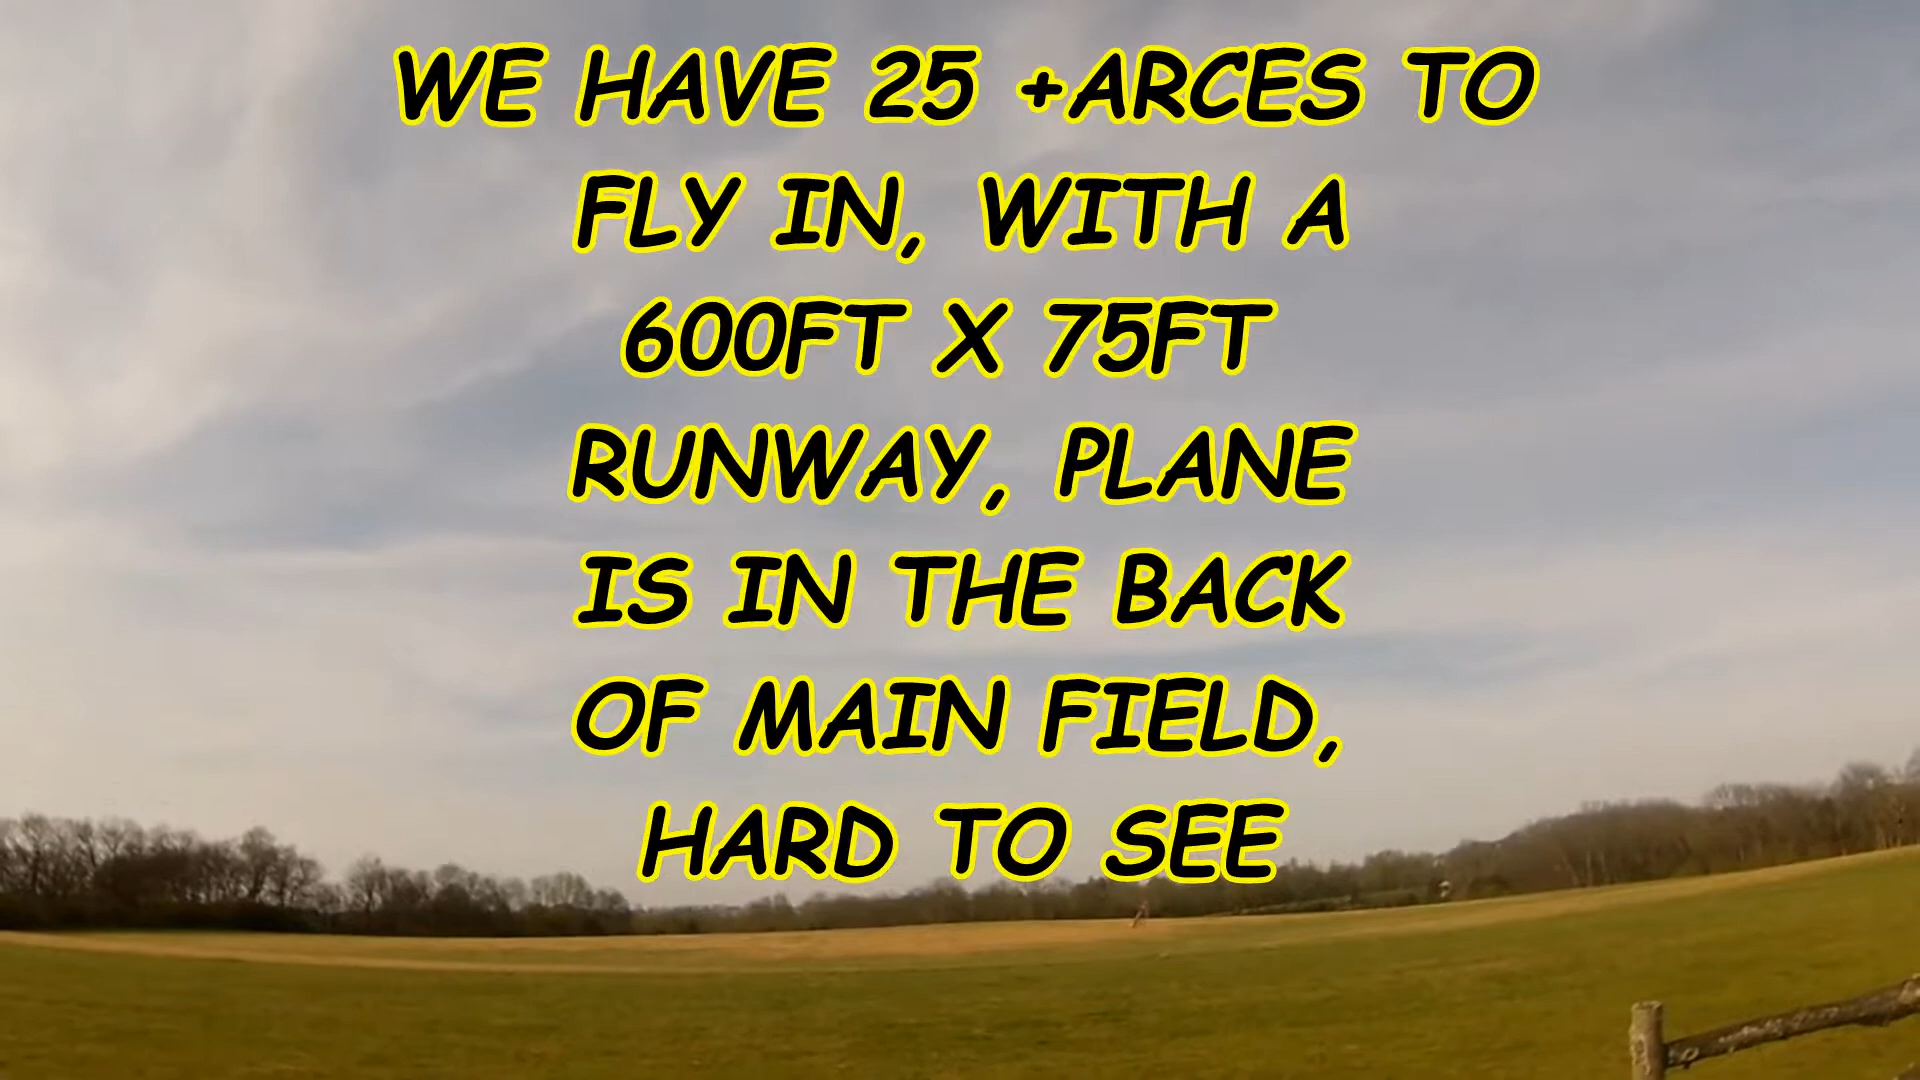 WE HAVE 25 +ARCES TO
FLY IN, WITH A
600FT X 75FT
RUNWAY, PLANE
IS IN THE BACK
OF MAIN FIELD,
HARD TO SEE